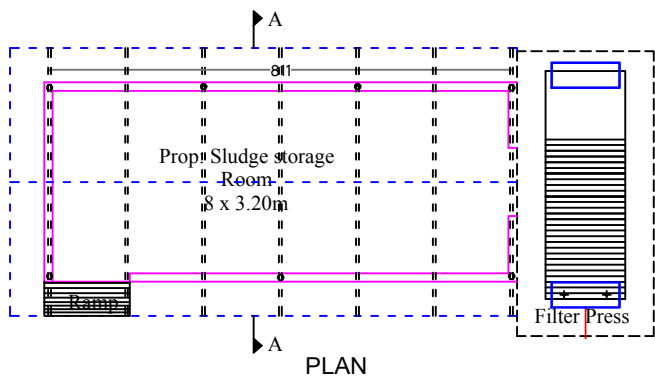 A
811
Prop. Sludge storage
Room
8 x 3.20m
Ramp
Filter Press
A
PLAN